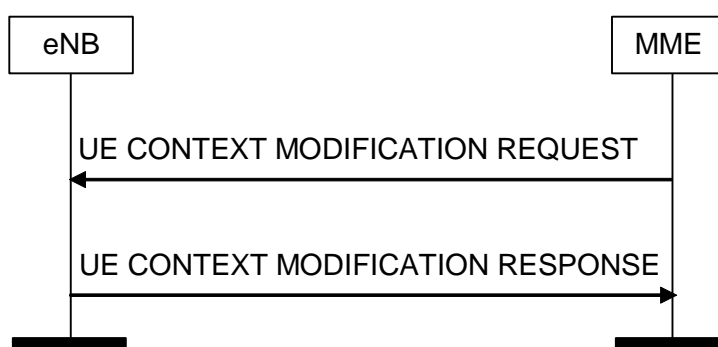 eNB
MME
UE CONTEXT MODIFICATION REQUEST
UE CONTEXT MODIFICATION RESPONSE